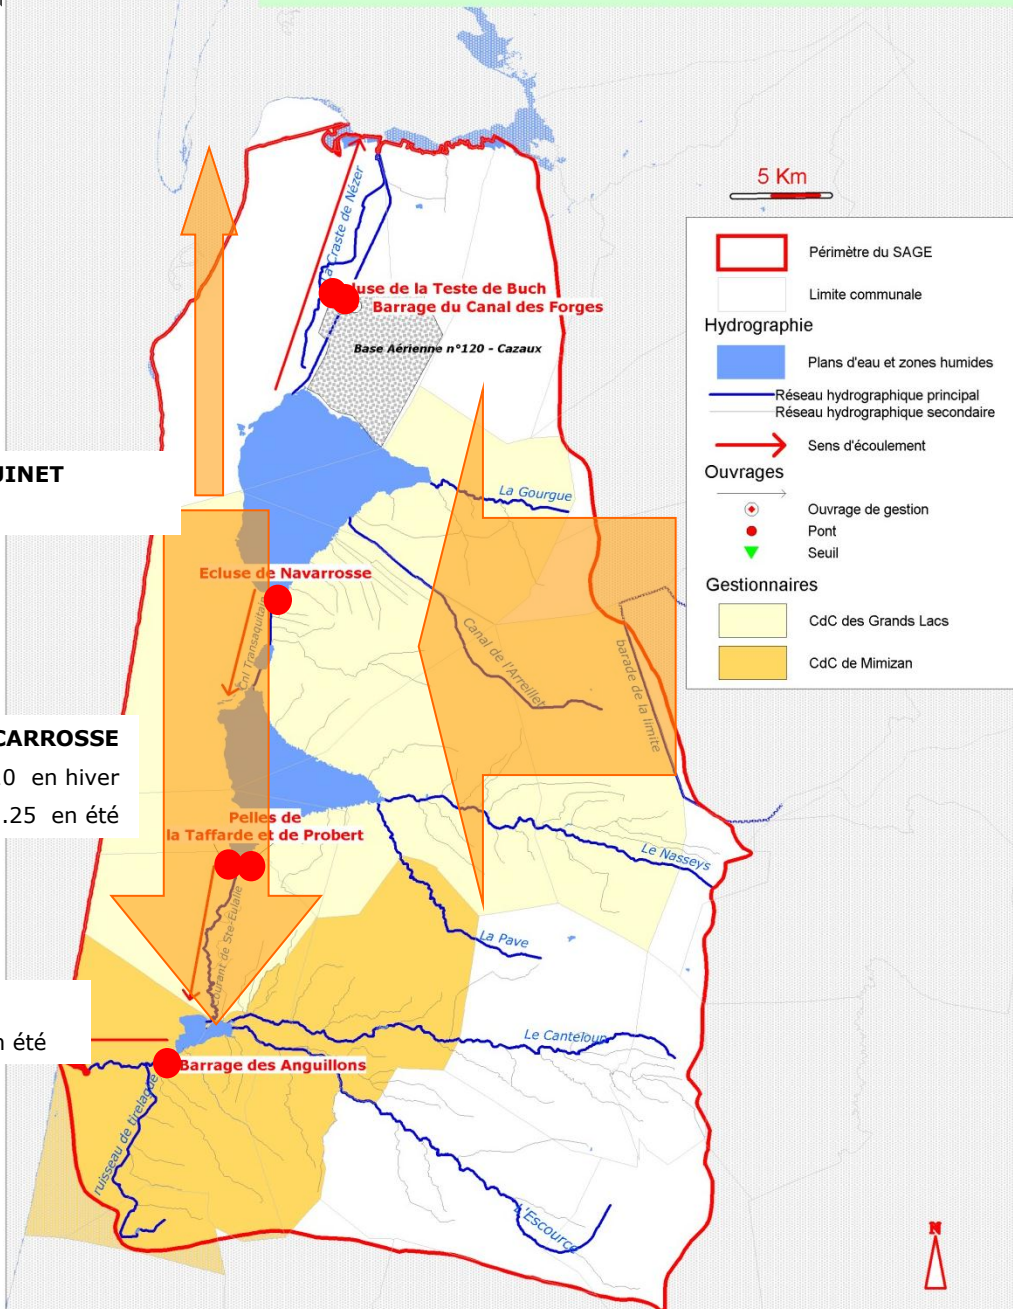 5 Km
Périmètre du SAGE
Limite communale
Hydrographie
Plans d'eau et zones humides
Réseau hydrographique principal
Réseau hydrographique secondaire
Sens d'écoulement
Ouvrages
Ouvrage de gestion
Pont
Seuil
Gestionnaires
CdC des Grands Lacs
CdC de Mimizan
La Craste de Nézer
luse de la Teste de Buch
Barrage du Canal des Forges
Base Aérienne n°120 - Cazaux
La Gourgue
Ecluse de Navarrosse
Cnl Transaquitain
Canal de l'Arreillet
barade de la limite
CARROSSE
0 en hiver
.25 en été
Pelles de
la Taffarde et de Probert
Le Nasseys
La Pave
Courant de Ste-Eulalie
en été
Le Canteloup
Barrage des Anguillons
ruisseau de tirelague
L'Escource
N